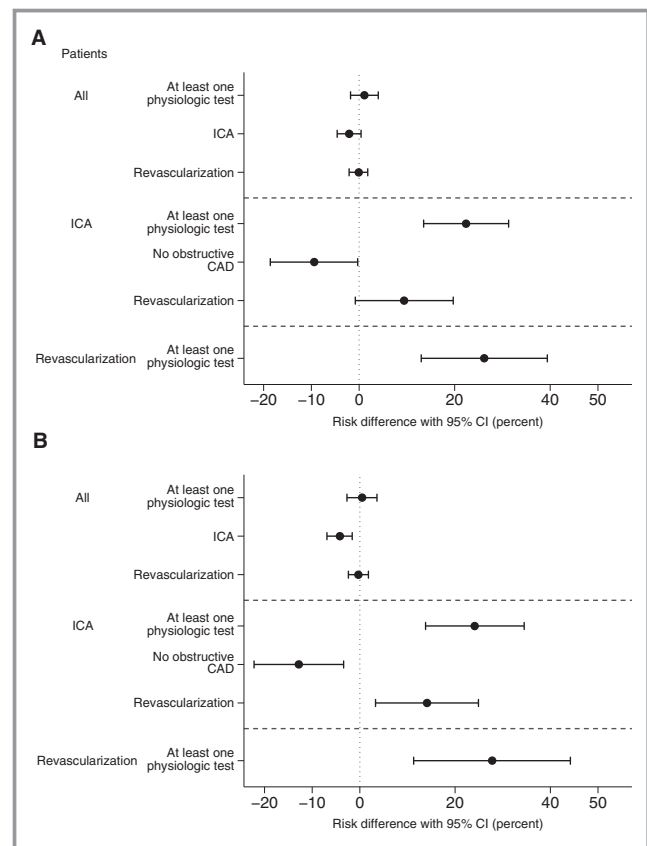 A
Patients
All
At least one
physologic test
ICA
Revascularization
ICA
At least one
physiologic test
No obstructive
CAD
Revascularization
Revascularization
At least one
physiologic test
−20 −10 0 20 40 50
Risk difference with 95% CI (percent)
B
All
At least one
physiologic test
ICA
Revascularization
ICA
At least one
physiologic test
No obstructive
CAD
Revascularization
Revascularization
At least one
physiologic test
−20 −10 0 20 40 50
Risk difference with 95% CI (percent)